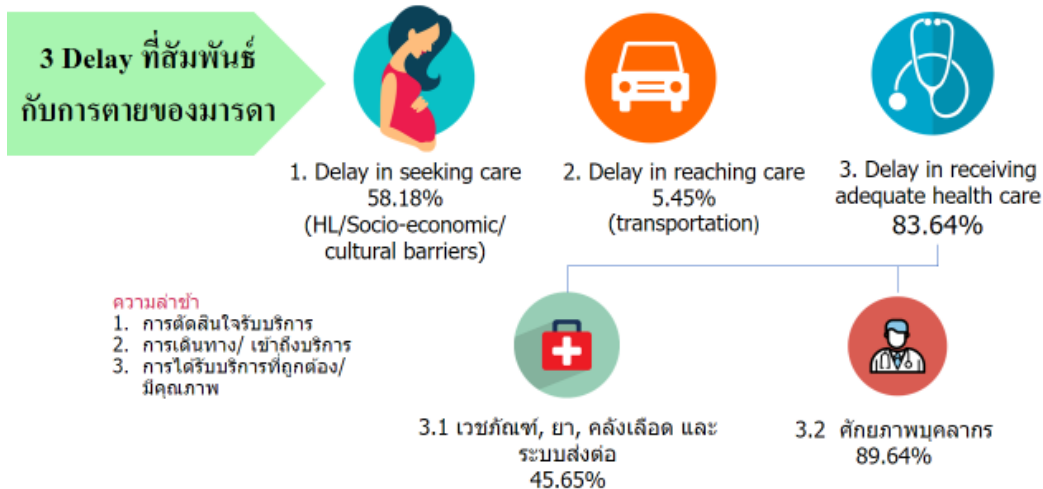 3 Delay ที่สัมพันธ์
กับการตายของมารดา
1. Delay in seeking care
58.18%
(HL/Socio-economic/
cultural barriers)
2. Delay in reaching care
5.45%
(transportation)
3. Delay in receiving
adequate health care
83.64%
ความล่าช้า
1. การตัดสินใจรับบริการ
2. การเดินทาง/ เข้าถึงบริการ
3. การได้รับบริการที่ถูกต้อง/
มีคุณภาพ
3.1 เวชภัณฑ์, ยา, คลังเลือด และ
ระบบส่งต่อ
45.65%
3.2 ศักยภาพบุคลากร
89.64%